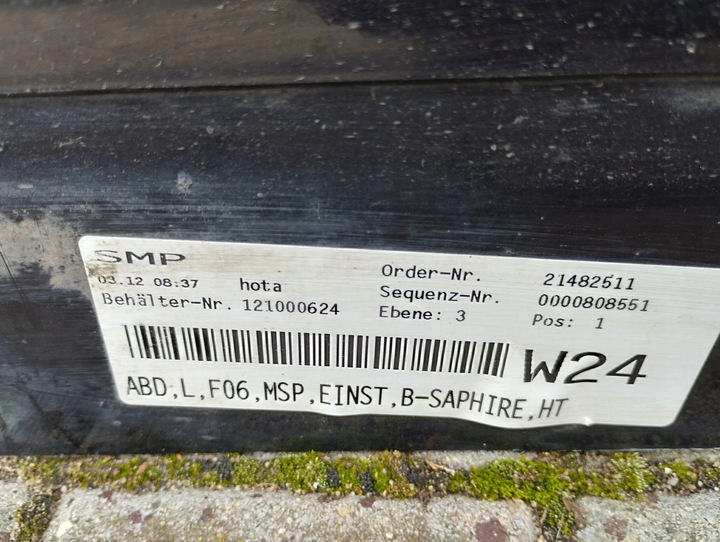 SMP
03.12 08:37 hota Order-Nr. 21482511
Behälter-Nr. 121000624 Sequenz-Nr. 0000808551
Ebene: 3 Pos: 1
W24
ABD,L,F06,MSP,EINST,B-SAPHIRE,HT